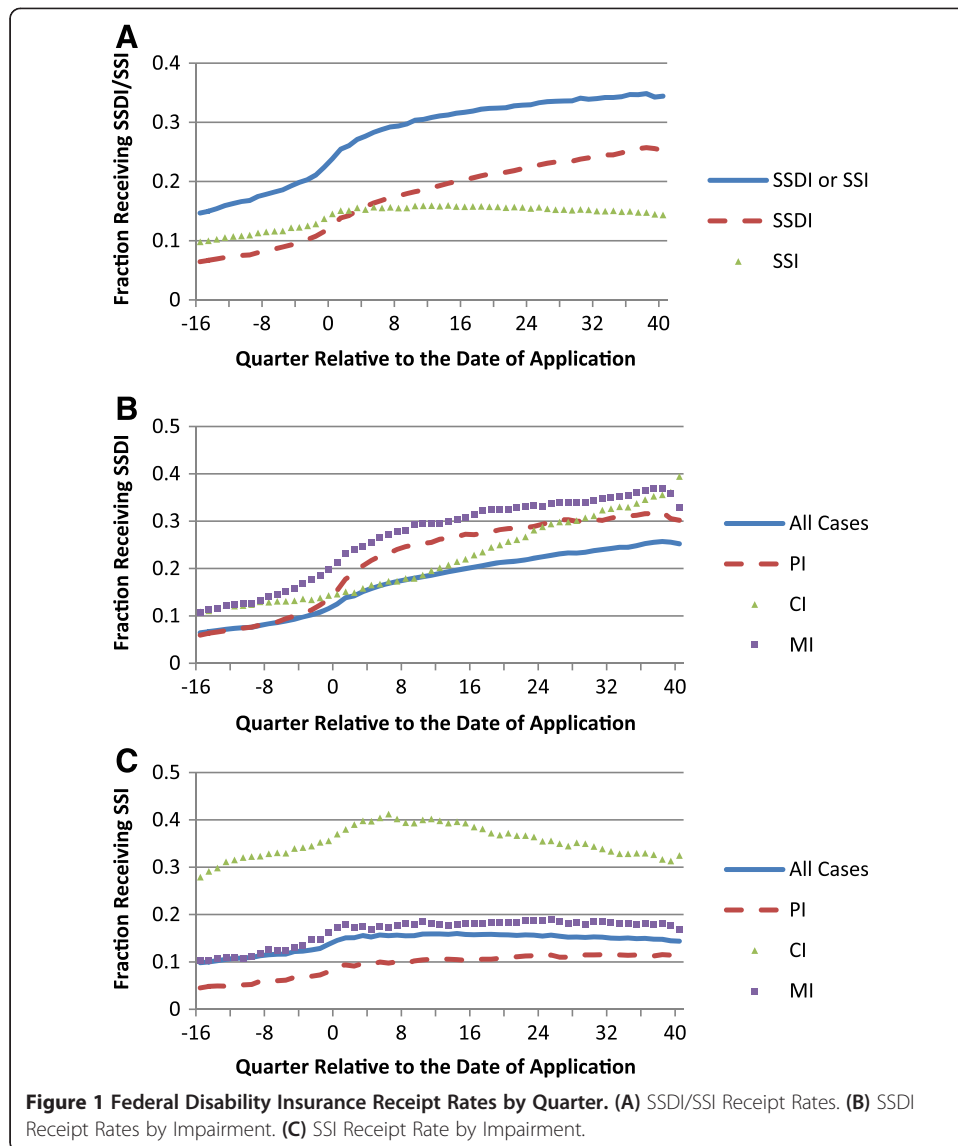 A
Fraction Receiving SSDI/SSI
0.4
0.3
0.2
0.1
0
-16 -8 0 8 16 24 32 40
Quarter Relative to the Date of Application
SSDI or SSI
SSDI
SSI
B
Fraction Receiving SSDI
0.5
0.4
0.3
0.2
0.1
0
-16 -8 0 8 16 24 32 40
Quarter Relative to the Date of Application
All Cases
PI
CI
MI
C
Fraction Receiving SSI
0.5
0.4
0.3
0.2
0.1
0
-16 -8 0 8 16 24 32 40
Quarter Relative to the Date of Application
All Cases
PI
CI
MI
Figure 1 Federal Disability Insurance Receipt Rates by Quarter. (A) SSDI/SSI Receipt Rates. (B) SSDI
Receipt Rates by Impairment. (C) SSI Receipt Rate by Impairment.